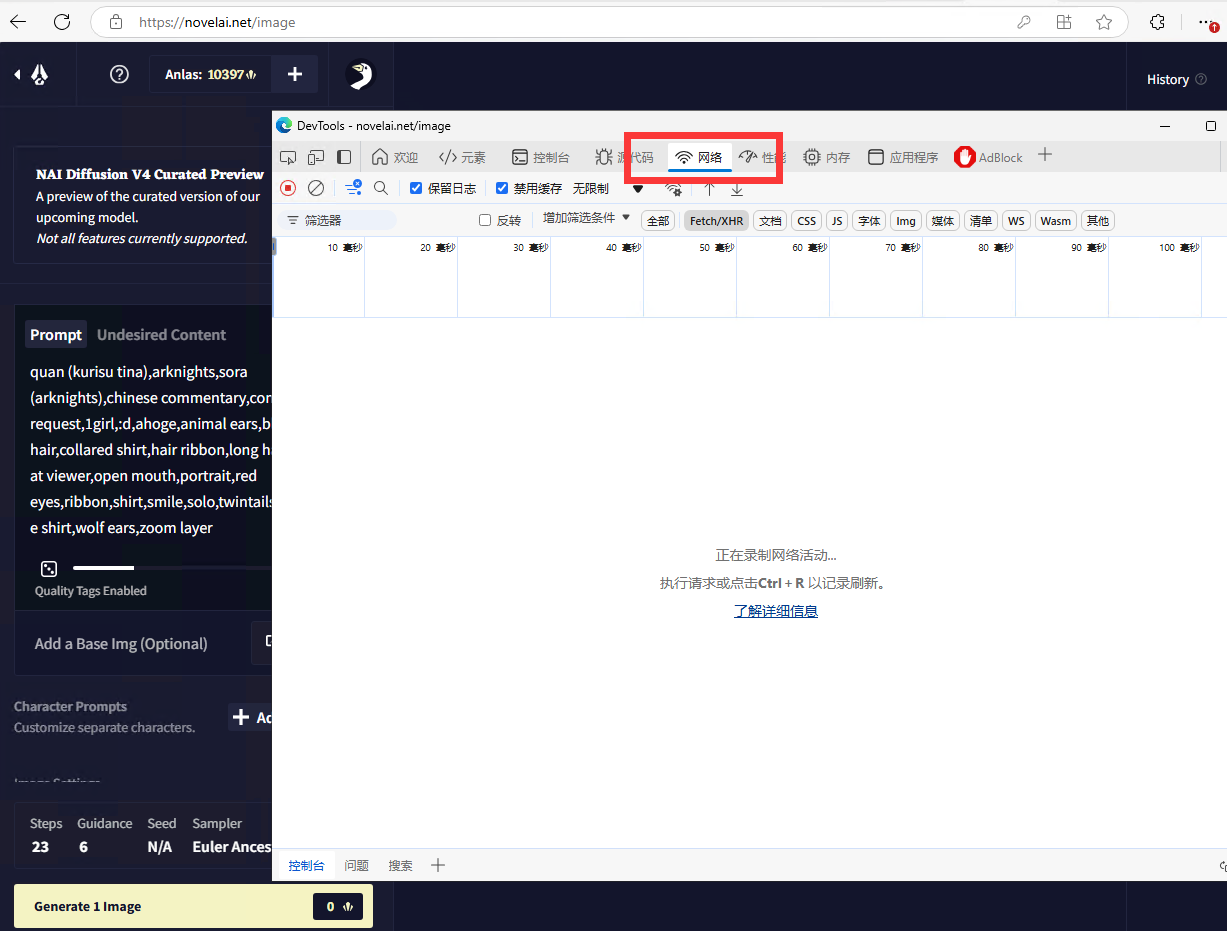 https://novelai.net/image
Anlas: 10397
History
DevTools - novelai.net/image
欢迎
元素
控制台
源代码
网络
性能
内存
应用程序
AdBlock
保留日志
禁用缓存
无限制
筛选器
反转
增加筛选条件
全部
Fetch/XHR
文档
CSS
JS
字体
Img
媒体
清单
WS
Wasm
其他
10 毫秒
20 毫秒
30 毫秒
40 毫秒
50 毫秒
60 毫秒
70 毫秒
80 毫秒
90 毫秒
100 毫秒
NAI Diffusion V4 Curated Preview
A preview of the curated version of our
upcoming model.
Not all features currently supported.
Prompt
Undesired Content
quan (kurisu tina),arknights,sora
(arknights),chinese commentary,con
request,1girl,:d,ahoge,animal ears,b
hair,collared shirt,hair ribbon,long h
at viewer,open mouth,portrait,red
eyes,ribbon,shirt,smile,solo,twintails
e shirt,wolf ears,zoom layer
Quality Tags Enabled
Add a Base Img (Optional)
Character Prompts
Customize separate characters.
Ad
Image Settings
Steps
Guidance
Seed
Sampler
23
6
N/A
Euler Ances
Generate 1 Image
0
正在录制网络活动...
执行请求或点击Ctrl + R 以记录刷新。
了解详细信息
控制台
问题
搜索